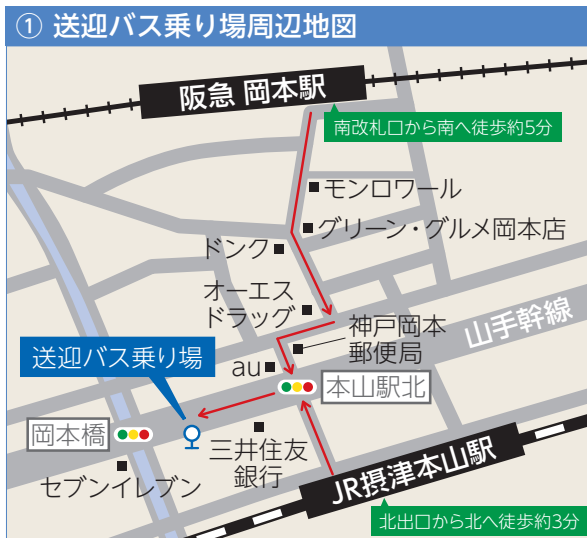 ① 送迎バス乗り場周辺地図
阪急 岡本駅
南改札口から南へ徒歩約5分
モンロワール
グリーン・グルメ岡本店
ドンク
オーエス
ドラッグ
神戸岡本
郵便局
山手幹線
送迎バス乗り場
au
本山駅北
岡本橋
三井住友
銀行
セブンイレブン
JR摂津本山駅
北出口から北へ徒歩約3分